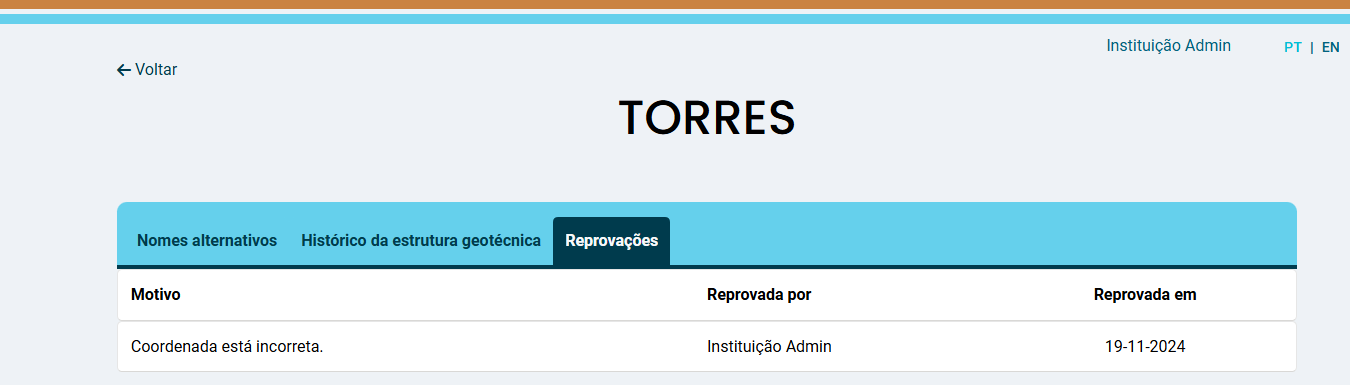 Instituição Admin PT | EN
Voltar
TORRES
Nomes alternativos Histórico da estrutura geotécnica Reprovações
Motivo Reprovada por Reprovada em
Coordenada está incorreta. Instituição Admin 19-11-2024